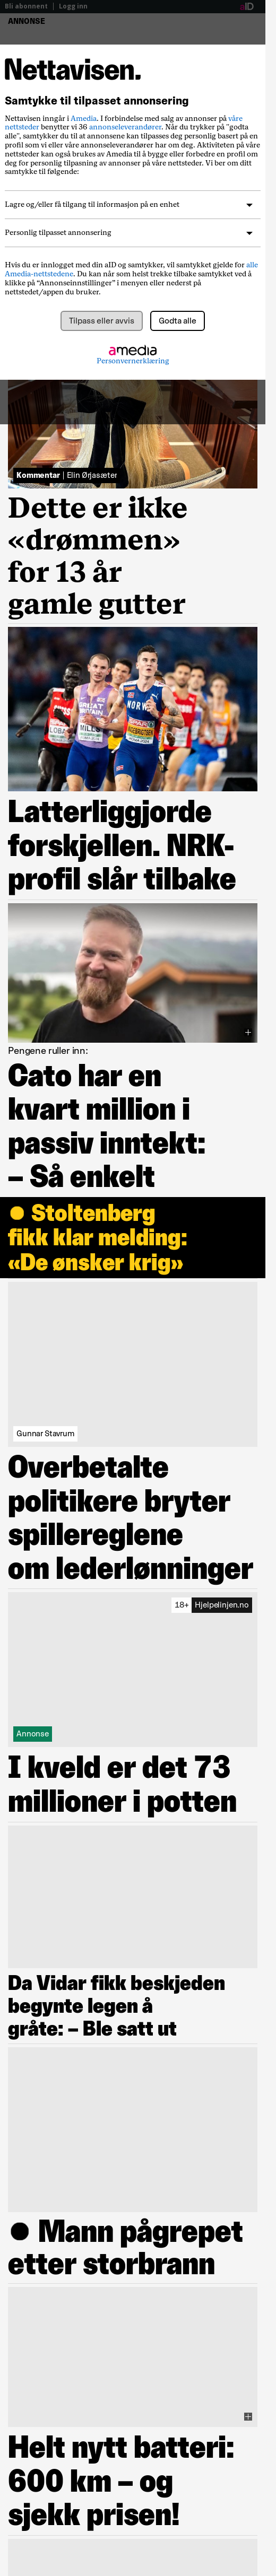 Bli abonnent | Logg inn
aID
ANNONSE
Nettavisen.
Samtykke til tilpasset annonsering
Nettavisen inngår i Amedia. I forbindelse med salg av annonser på våre
nettsteder benytter vi 36 annonseleverandører. Når du trykker på "godta
alle", samtykker du til at annonsene kan tilpasses deg personlig basert på en
profil som vi eller våre annonseleverandører har om deg. Aktiviteter på ditt
nettsteder kan også brukes av Amedia til å bygge eller forbedre en profil om
deg for personlig tilpasning av annonser på våre nettsteder. Vi ber om ditt
samtykke til følgende:
Lagre og/eller få tilgang til informasjon på en enhet
Personlig tilpasset annonsering
Hvis du er innlogget med din aID og samtykker, vil samtykket gjelde for alle
Amedia-nettstedene. Du kan når som helst trekke tilbake samtykket ved å
klikke på “Annonseinnstillinger” i menyen eller nederst på
nettstedet/appen du bruker.
Tilpass eller avvis
Godta alle
amedia
Personvernerklæring
Kommentar | Elin Ørjasæter
Dette er ikke
«drømmen»
for 13 år
gamle gutter
Latterliggjorde
forskjellen. NRK-
profil slår tilbake
Pengene ruller inn:
Cato har en
kvart million i
passiv inntekt:
– Så enkelt
Stoltenberg
fikk klar melding:
«De ønsker krig»
Gunnar Stavrum
Overbetalte
politikere bryter
spillereglene
om lederlønninger
18+ Hjelpelinjen.no
Annonse
I kveld er det 73
millioner i potten
Da Vidar fikk beskjeden
begynte legen å
gråte: – Ble satt ut
Mann pågrepet
etter storbrann
Helt nytt batteri:
600 km – og
sjekk prisen!